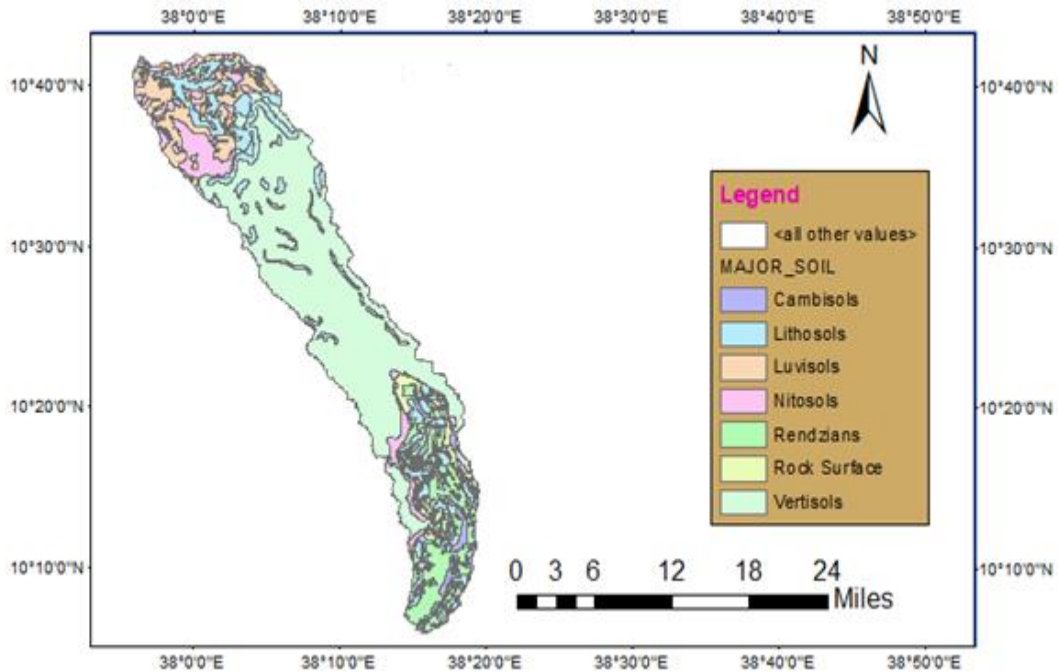 38°0'0"E 38°10'0"E 38°20'0"E 38°30'0"E 38°40'0"E 38°50'0"E
N
10°40'0"N 10°40'0"N
Legend
<all other values>
10°30'0"N 10°30'0"N
MAJOR_SOIL
Cambisols
Lithosols
Luvisols
Nitosols
10°20'0"N 10°20'0"N
Rendzians
Rock Surface
Vertisols
0 3 6 12 18 24
10°10'0"N 10°10'0"N
Miles
38°0'0"E 38°10'0"E 38°20'0"E 38°30'0"E 38°40'0"E 38°50'0"E